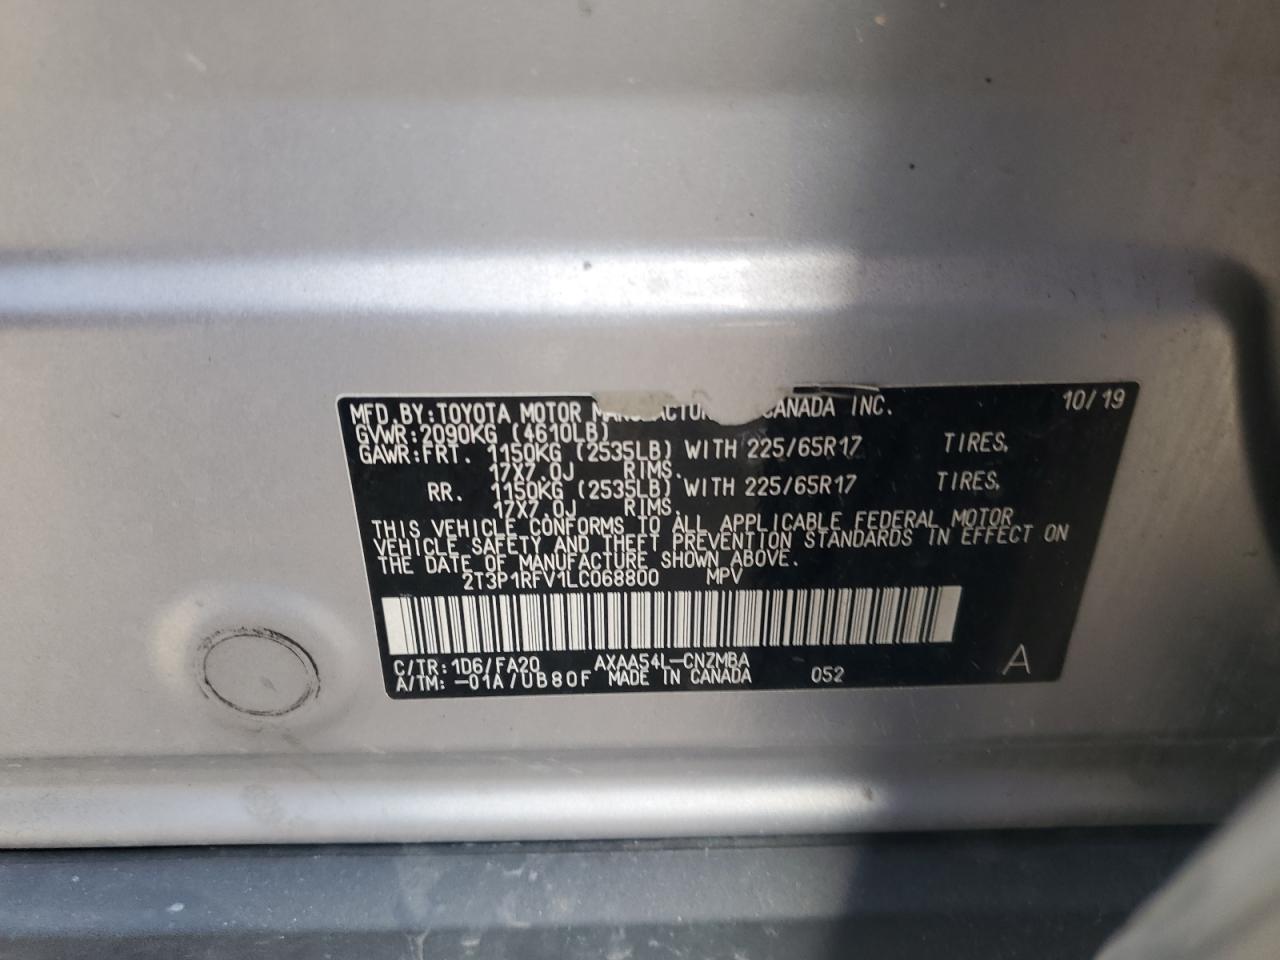 MFD.BY:TOYOTA MOTOR CANADA INC. 10/19
GVWR:2090KG (4610LB)
GAWR:FRT. 1150KG (2535LB) WITH 225/65R17 TIRES,
17X7.0J RIMS.
RR. 1150KG (2535LB) WITH 225/65R17 TIRES,
17X7.0J RIMS.
THIS VEHICLE CONFORMS TO ALL APPLICABLE FEDERAL MOTOR
VEHICLE SAFETY AND THEFT PREVENTION STANDARDS IN EFFECT ON
THE DATE OF MANUFACTURE SHOWN ABOVE.
2T3P1RFV1LC068800 MPV
C/TR:1D6/FA20 AXAA54L-CNZMBA A
A/TM:-01A/UB80F MADE IN CANADA 052